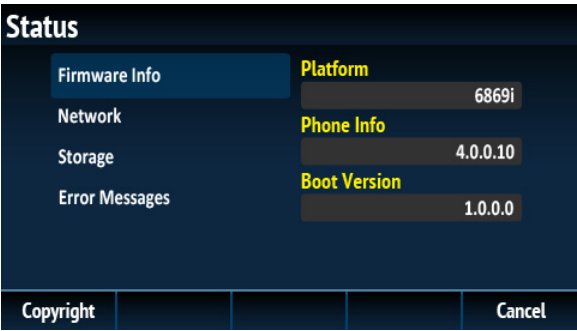 Status
Firmware Info
Network
Storage
Error Messages
Platform
6869i
Phone Info
4.0.0.10
Boot Version
1.0.0.0
Copyright
Cancel